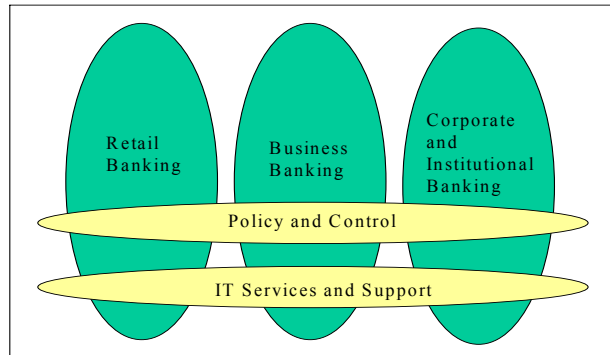 Retail
Banking
Business
Banking
Corporate
and
Institutional
Banking
Policy and Control
IT Services and Support